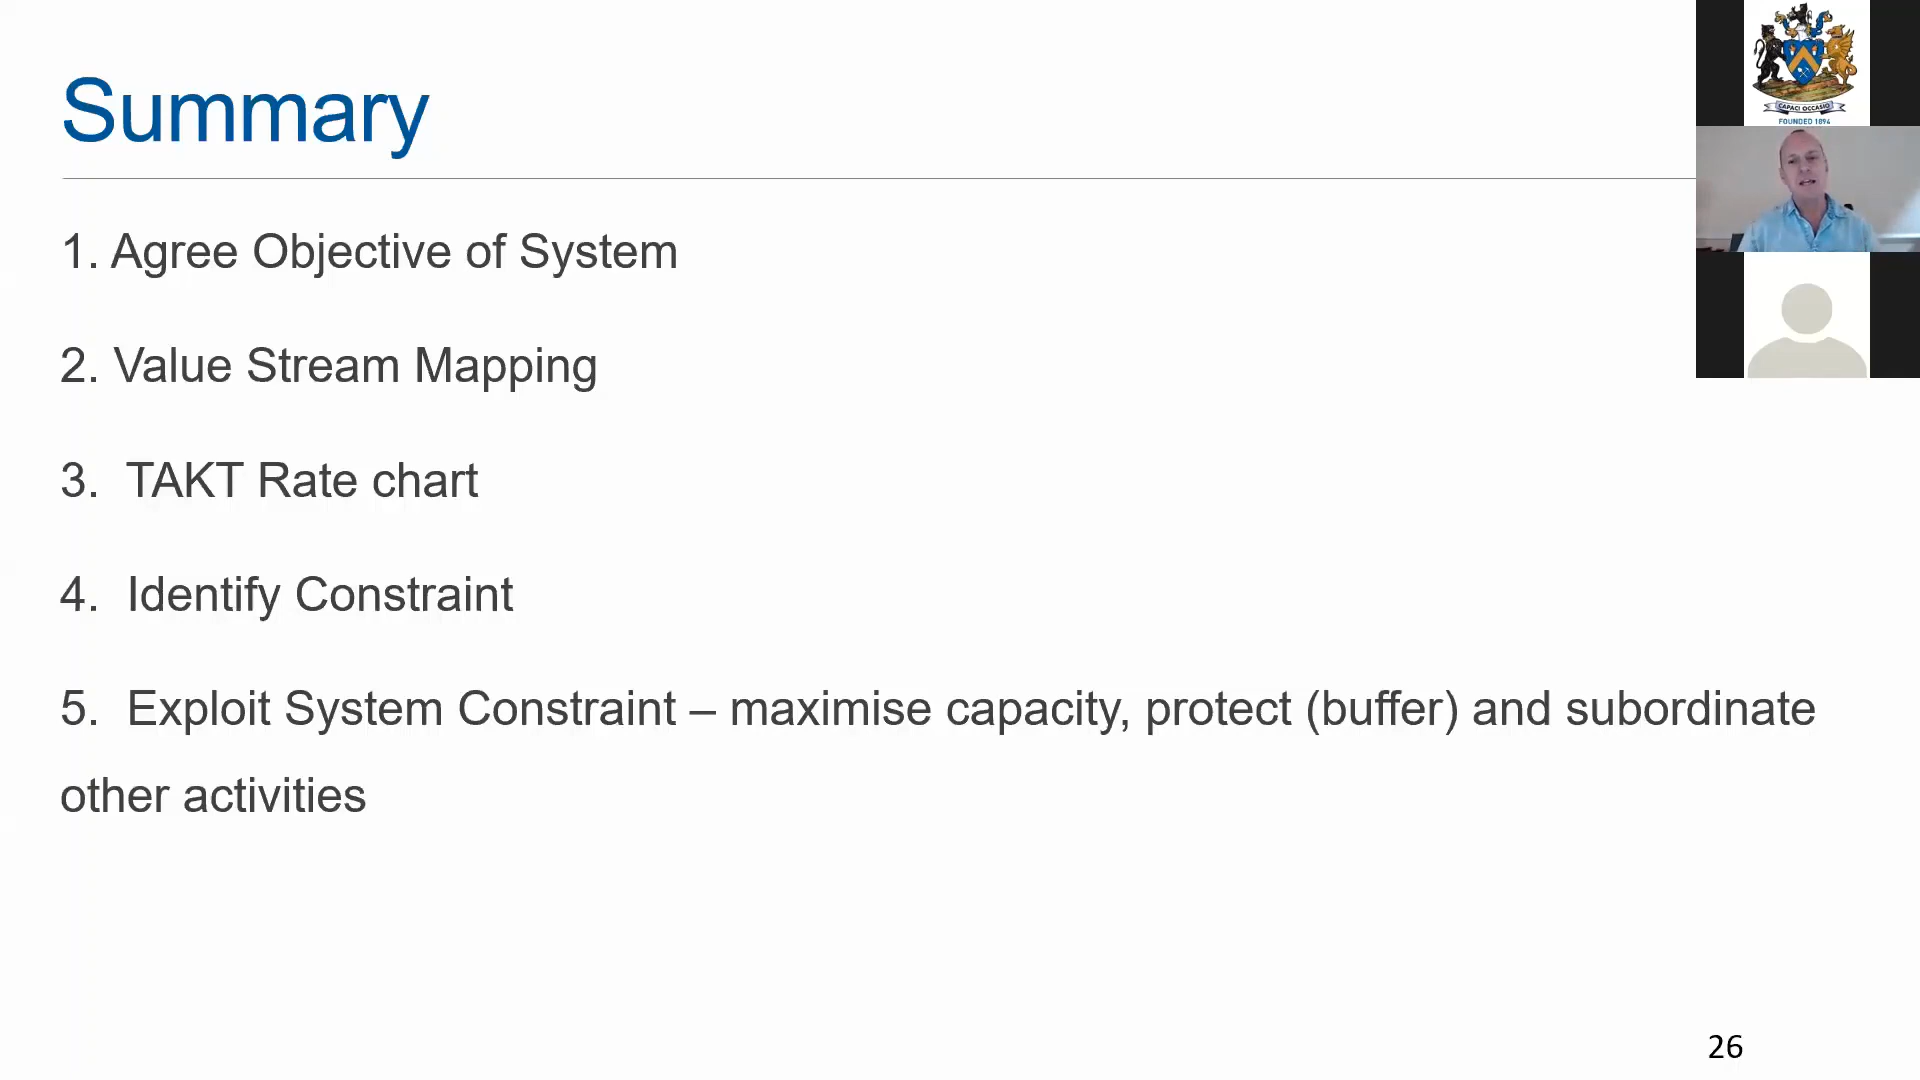 Summary
1. Agree Objective of System
2. Value Stream Mapping
3. TAKT Rate chart
4. Identify Constraint
5. Exploit System Constraint – maximise capacity, protect (buffer) and subordinate
other activities
CAPACI OCCASIO
FOUNDED 1894
26